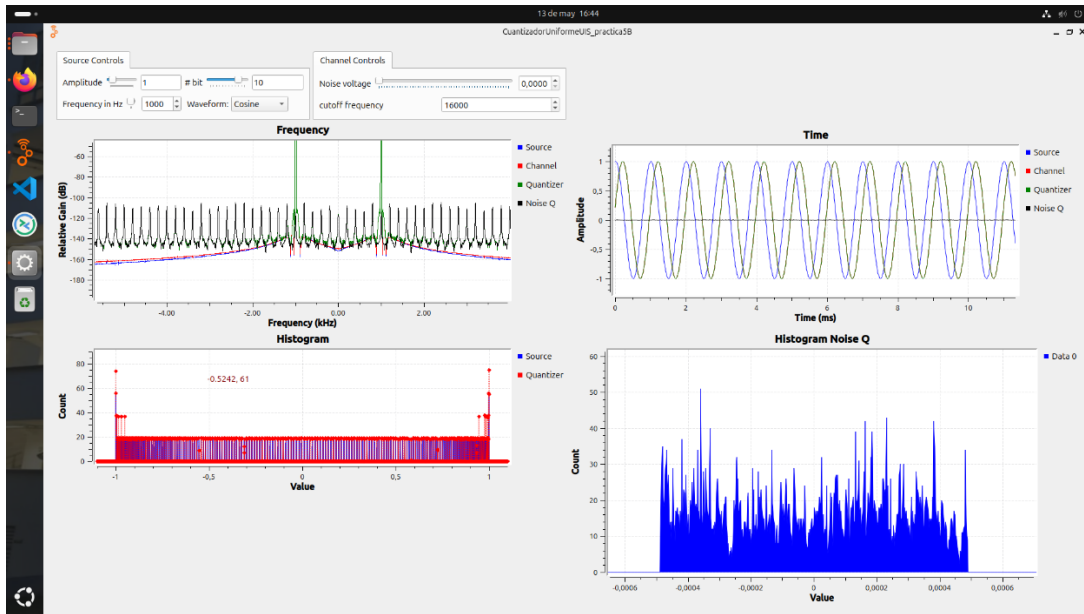 13 de may 16:44
CuantizadorUniformeUIS_practica5B
Source Controls
Amplitude 1 # bit 10
Frequency in Hz 1000 Waveform: Cosine
Channel Controls
Noise voltage 0,0000
cutoff frequency 16000
Frequency
Relative Gain (dB)
-60
-80
-100
-120
-140
-160
-4.00 -2.00 0.00 2.00
Frequency (kHz)
Source
Channel
Quantizer
Noise Q
Time
Amplitude
1
0,5
0
-0,5
-1
0 2 4 6 8 10
Time (ms)
Source
Channel
Quantizer
Noise Q
Histogram
Count
80
60
40
20
0
-0.5242, 61
-1 -0,5 0 0,5 1
Value
Source
Quantizer
Histogram Noise Q
Count
60
50
40
30
20
10
0
-0,0006 -0,0004 -0,0002 0 0,0002 0,0004 0,0006
Value
Data 0